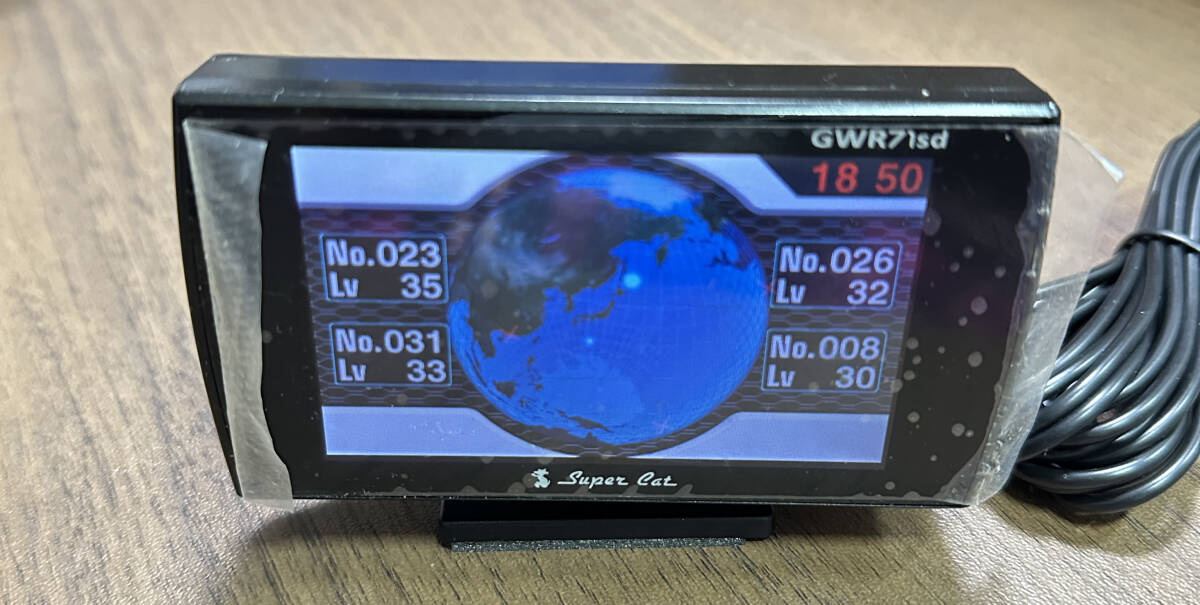 GWR71sd
18 50
No.023
Lv 35
No.026
Lv 32
No.031
Lv 33
No.008
Lv 30
Super Cat